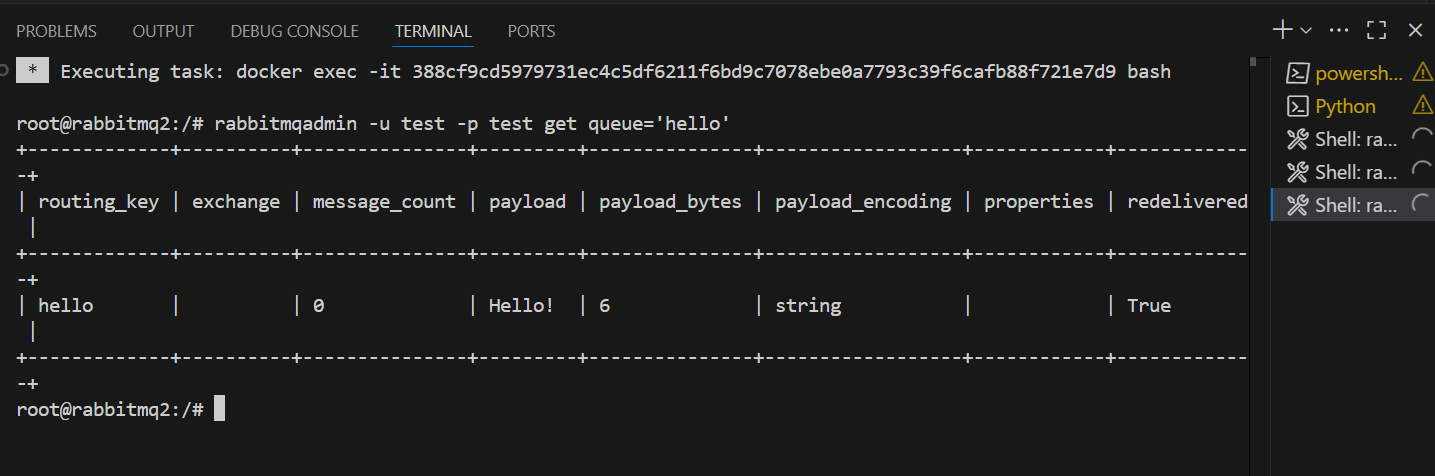 PROBLEMS OUTPUT DEBUG CONSOLE TERMINAL PORTS
* Executing task: docker exec -it 388cf9cd5979731ec4c5df6211f6bd9c7078ebe0a7793c39f6cafb88f721e7d9 bash
root@rabbitmq2:/# rabbitmqadmin -u test -p test get queue='hello'
+-------------+----------+---------------+---------+---------------+------------------+------------+------------
-+
| routing_key | exchange | message_count | payload | payload_bytes | payload_encoding | properties | redelivered
 |
+-------------+----------+---------------+---------+---------------+------------------+------------+------------
-+
| hello       |          | 0             | Hello!  | 6             | string           |            | True
 |
+-------------+----------+---------------+---------+---------------+------------------+------------+------------
-+
root@rabbitmq2:/#
powersh...
Python
Shell: ra...
Shell: ra...
Shell: ra...